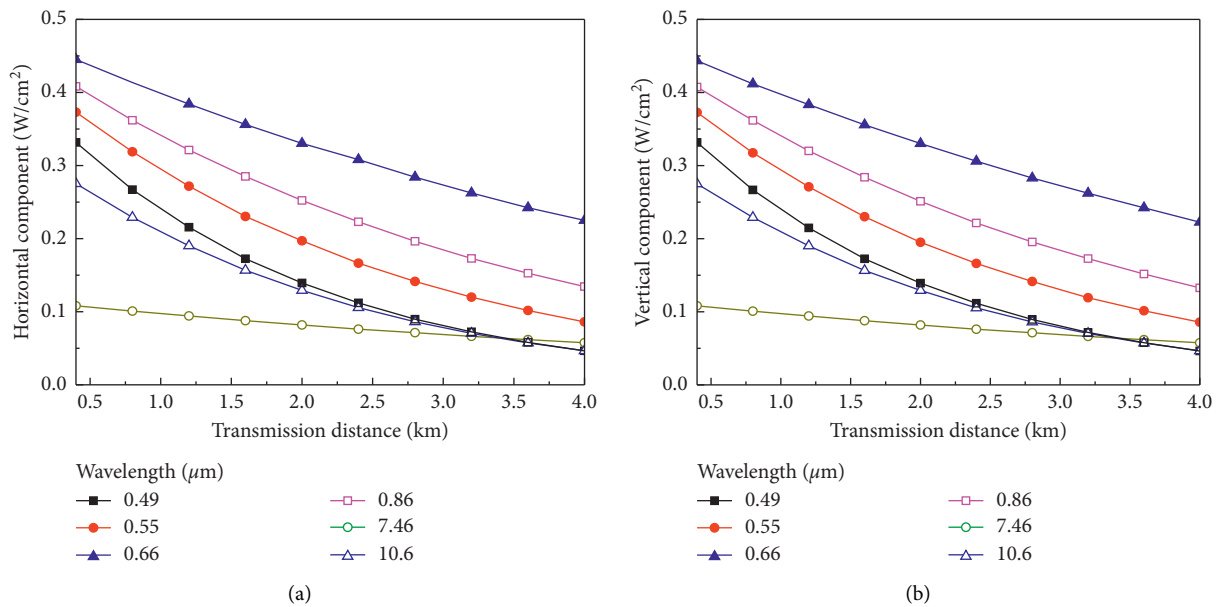 0.5
0.4
0.3
0.2
0.1
0.0
Horizontal component (W/cm²)
0.5 1.0 1.5 2.0 2.5 3.0 3.5 4.0
Transmission distance (km)
Wavelength (μm)
0.49 0.86
0.55 7.46
0.66 10.6
(a)
0.5
0.4
0.3
0.2
0.1
0.0
Vertical component (W/cm²)
0.5 1.0 1.5 2.0 2.5 3.0 3.5 4.0
Transmission distance (km)
Wavelength (μm)
0.49 0.86
0.55 7.46
0.66 10.6
(b)